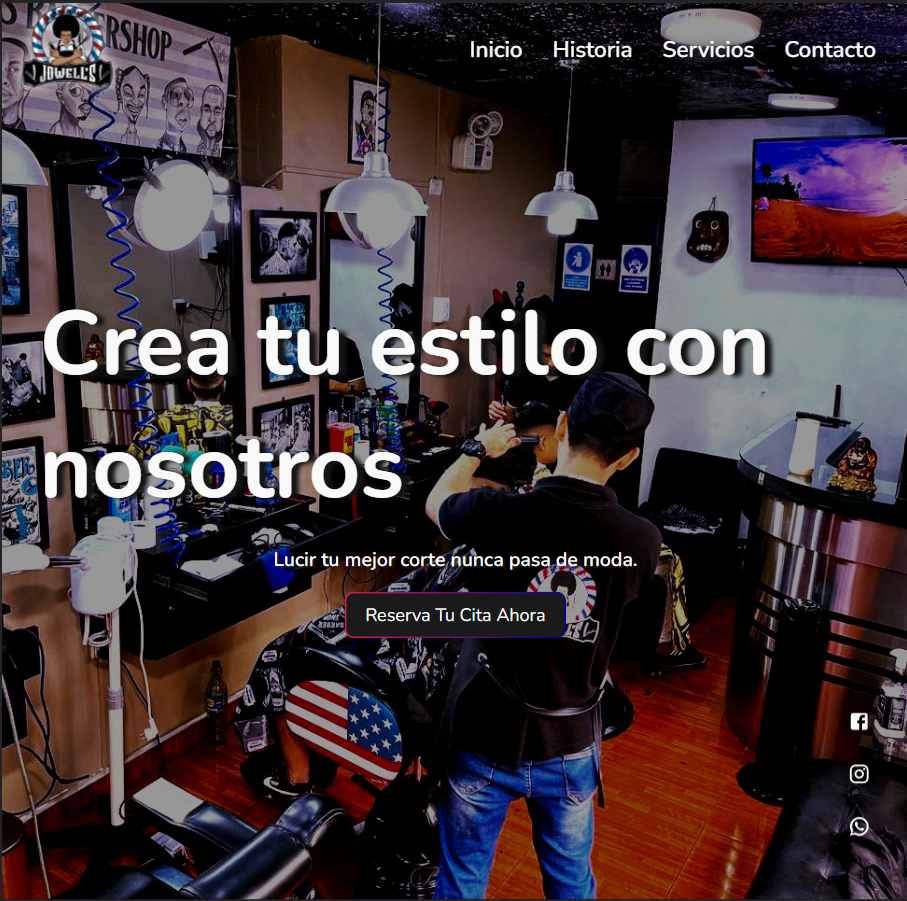 RSHOP
JOWELL'S
Inicio Historia Servicios Contacto
Crea tu estilo con
nosotros
Lucir tu mejor corte nunca pasa de moda.
Reserva Tu Cita Ahora